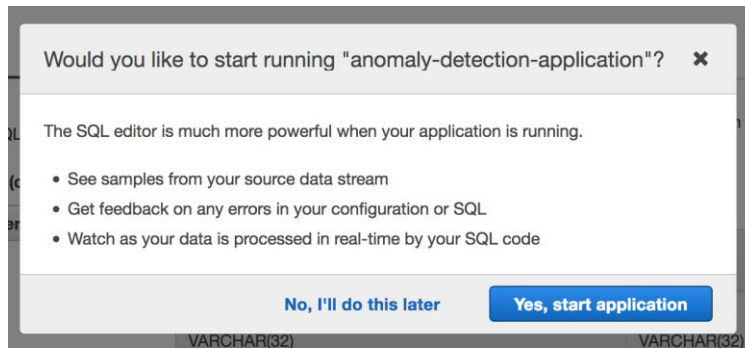 Would you like to start running "anomaly-detection-application"? ✖
The SQL editor is much more powerful when your application is running.
• See samples from your source data stream
• Get feedback on any errors in your configuration or SQL
• Watch as your data is processed in real-time by your SQL code
No, I'll do this later Yes, start application
VARCHAR(32) VARCHAR(32)